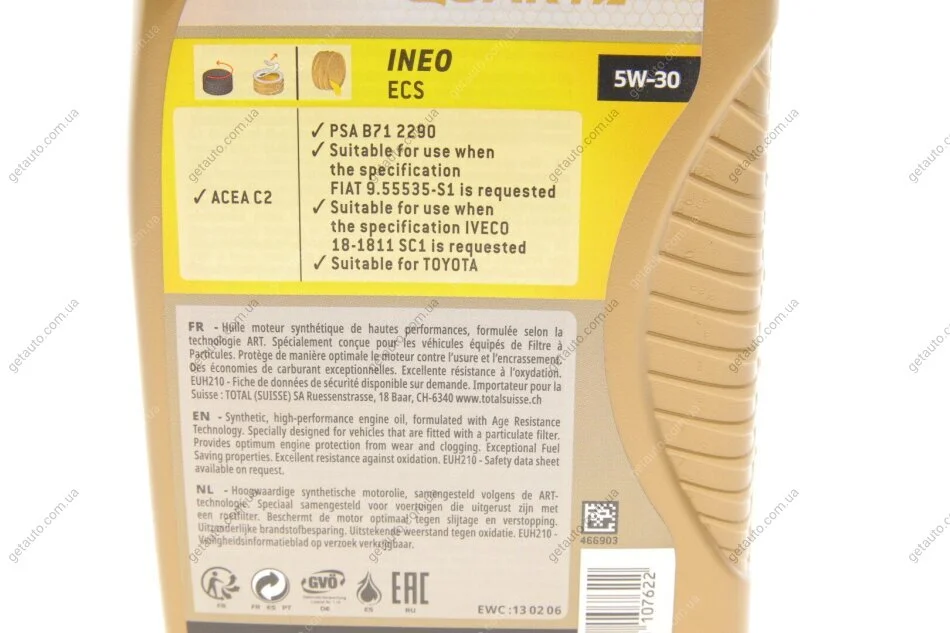 INEO
ECS
5W-30
✓ ACEA C2
✓ PSA B71 2290
✓ Suitable for use when
the specification
FIAT 9.55535-S1 is requested
✓ Suitable for use when
the specification IVECO
18-1811 SC1 is requested
✓ Suitable for TOYOTA
FR - Huile moteur synthétique de hautes performances, formulée selon la
technologie ART. Spécialement conçue pour les véhicules équipés de Filtre à
Particules. Protège de manière optimale le moteur contre l'usure et l'encrassement.
Des économies de carburant exceptionnelles. Excellente résistance à l'oxydation.
EUH210 - Fiche de données de sécurité disponible sur demande. Importateur pour la
Suisse : TOTAL (SUISSE) SA Ruessenstrasse, 18 Baar, CH-6340 www.totalsuisse.com
EN - Synthetic, high-performance engine oil, formulated with Age Resistance
Technology. Specially designed for vehicles that are fitted with a particulate filter.
Provides optimum engine protection from wear and clogging. Exceptional Fuel
Saving properties. Excellent resistance against oxidation. EUH210 - Safety data sheet
available on request.
NL - Hoogwaardige synthetische motorolie, samengesteld volgens de ART-
technologie. Speciaal samengesteld voor voertuigen die uitgerust zijn met
een roetfilter. Beschermt de motor optimaal tegen slijtage en verstopping.
Uitzonderlijke brandstofbesparing. Uitstekende weerstand tegen oxidatie. EUH210 -
Veiligheidsinformatieblad op verzoek verkrijgbaar.
466903
GVÖ
EAC
FR
FR ES PT
DE
ES
RU
EWC : 13 02 06
107622
getauto.com.ua